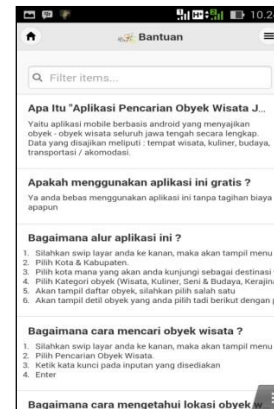 10.2
Bantuan
Filter items...
Apa Itu "Aplikasi Pencarian Obyek Wisata J...
Yaitu aplikasi mobile berbasis android yang menyajikan
obyek - obyek wisata seluruh jawa tengah secara lengkap.
Data yang disajikan meliputi : tempat wisata, kuliner, budaya,
transportasi / akomodasi.
Apakah menggunakan aplikasi ini gratis ?
Ya anda bebas menggunakan aplikasi ini tanpa tagihan biaya
apapun
Bagaimana alur aplikasi ini ?
1. Silahkan swip layar anda ke kanan, maka akan tampil menu
2. Pilih Kota & Kabupaten.
3. Pilih kota mana yang akan anda kunjungi sebagai destinasi
4. Pilih Kategori obyek (Wisata, Kuliner, Seni & Budaya, Kerajin
5. Akan tampil daftar obyek, silahkan pilih salah satu
6. Akan tampil detil obyek yang anda pilih tadi berikut dengan
Bagaimana cara mencari obyek wisata ?
1. Silahkan swip layar anda ke kanan, maka akan tampil menu
2. Pilih Pencarian Obyek Wisata.
3. Ketik kata kunci pada inputan yang disediakan
4. Enter
Bagaimana cara mengetahui lokasi obyek w